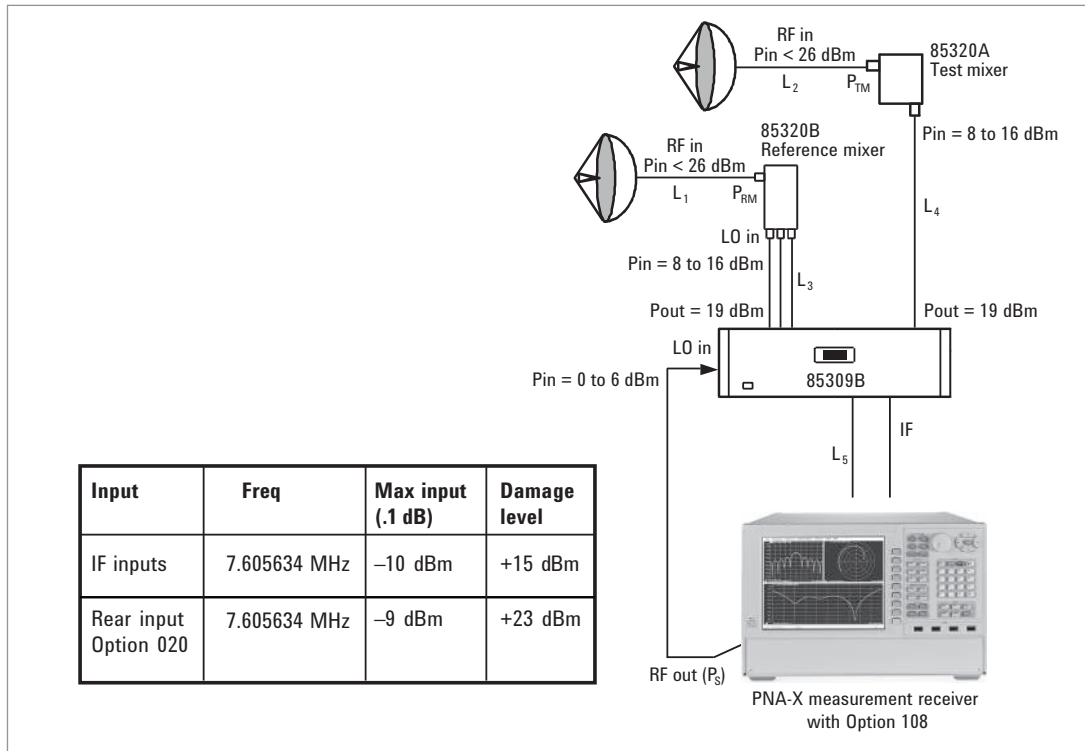 RF in
Pin < 26 dBm
L2
PTM
85320A
Test mixer
Pin = 8 to 16 dBm
85320B
Reference mixer
RF in
Pin < 26 dBm
L1
PRM
LO in
Pin = 8 to 16 dBm
L3
L4
Pout = 19 dBm
Pout = 19 dBm
LO in
Pin = 0 to 6 dBm
85309B
L5
IF
Input Freq Max input (.1 dB) Damage level
IF inputs 7.605634 MHz –10 dBm +15 dBm
Rear input Option 020 7.605634 MHz –9 dBm +23 dBm
RF out (PS)
PNA-X measurement receiver
with Option 108